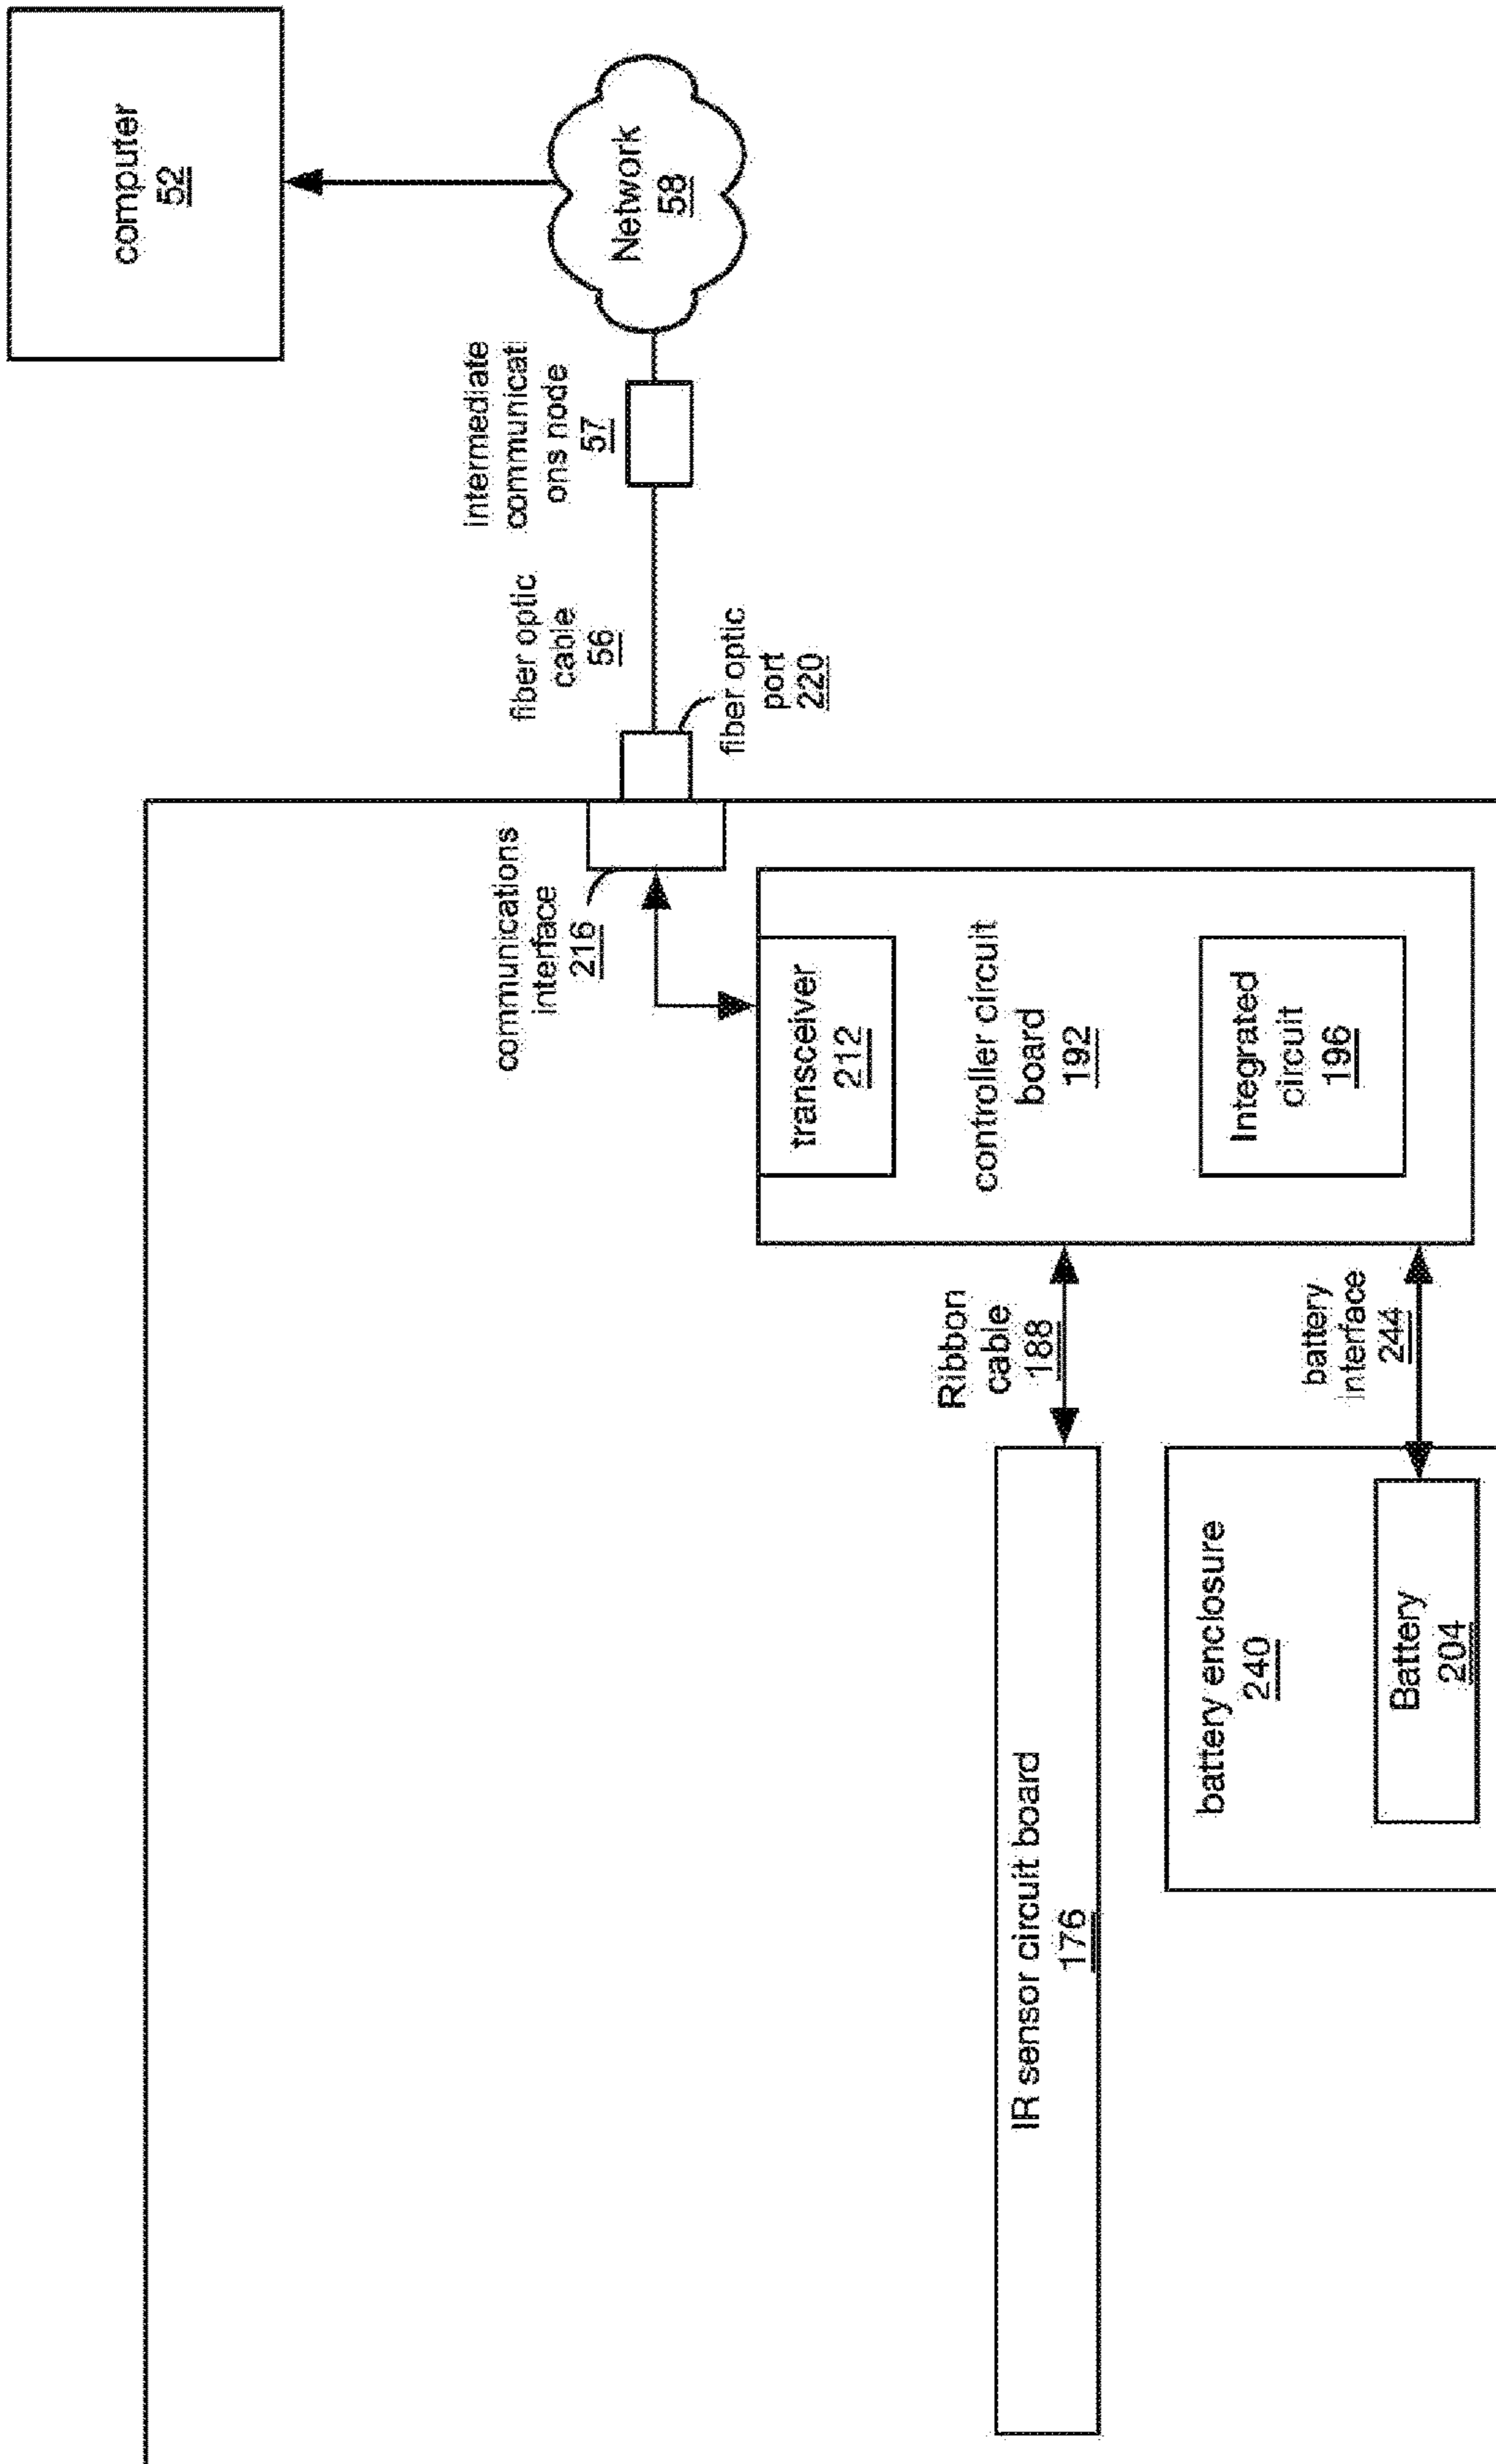 computer
52
Network
58
intermediate
communicati
ons node
57
fiber optic
cable
56
fiber optic
port
220
communications
interface
216
transceiver
212
controller circuit
board
192
Integrated
circuit
196
Ribbon
cable
188
battery
interface
244
IR sensor circuit board
176
battery enclosure
240
Battery
204